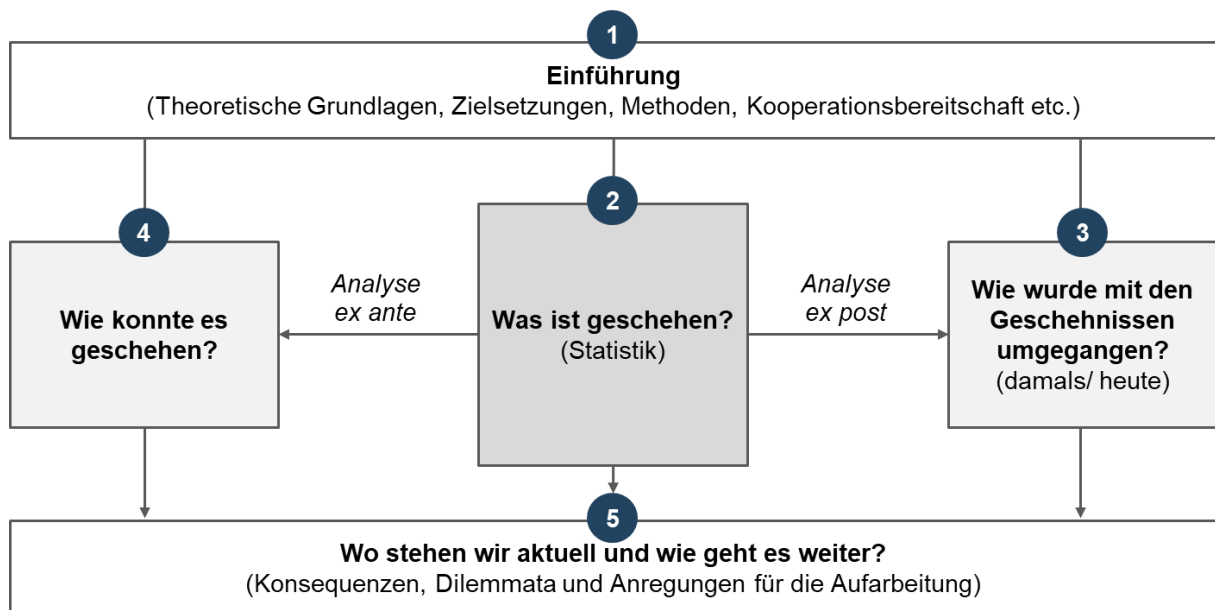 1
Einführung
(Theoretische Grundlagen, Zielsetzungen, Methoden, Kooperationsbereitschaft etc.)
4
Wie konnte es
geschehen?
Analyse
ex ante
2
Was ist geschehen?
(Statistik)
Analyse
ex post
3
Wie wurde mit den
Geschehnissen
umgegangen?
(damals/ heute)
5
Wo stehen wir aktuell und wie geht es weiter?
(Konsequenzen, Dilemmata und Anregungen für die Aufarbeitung)